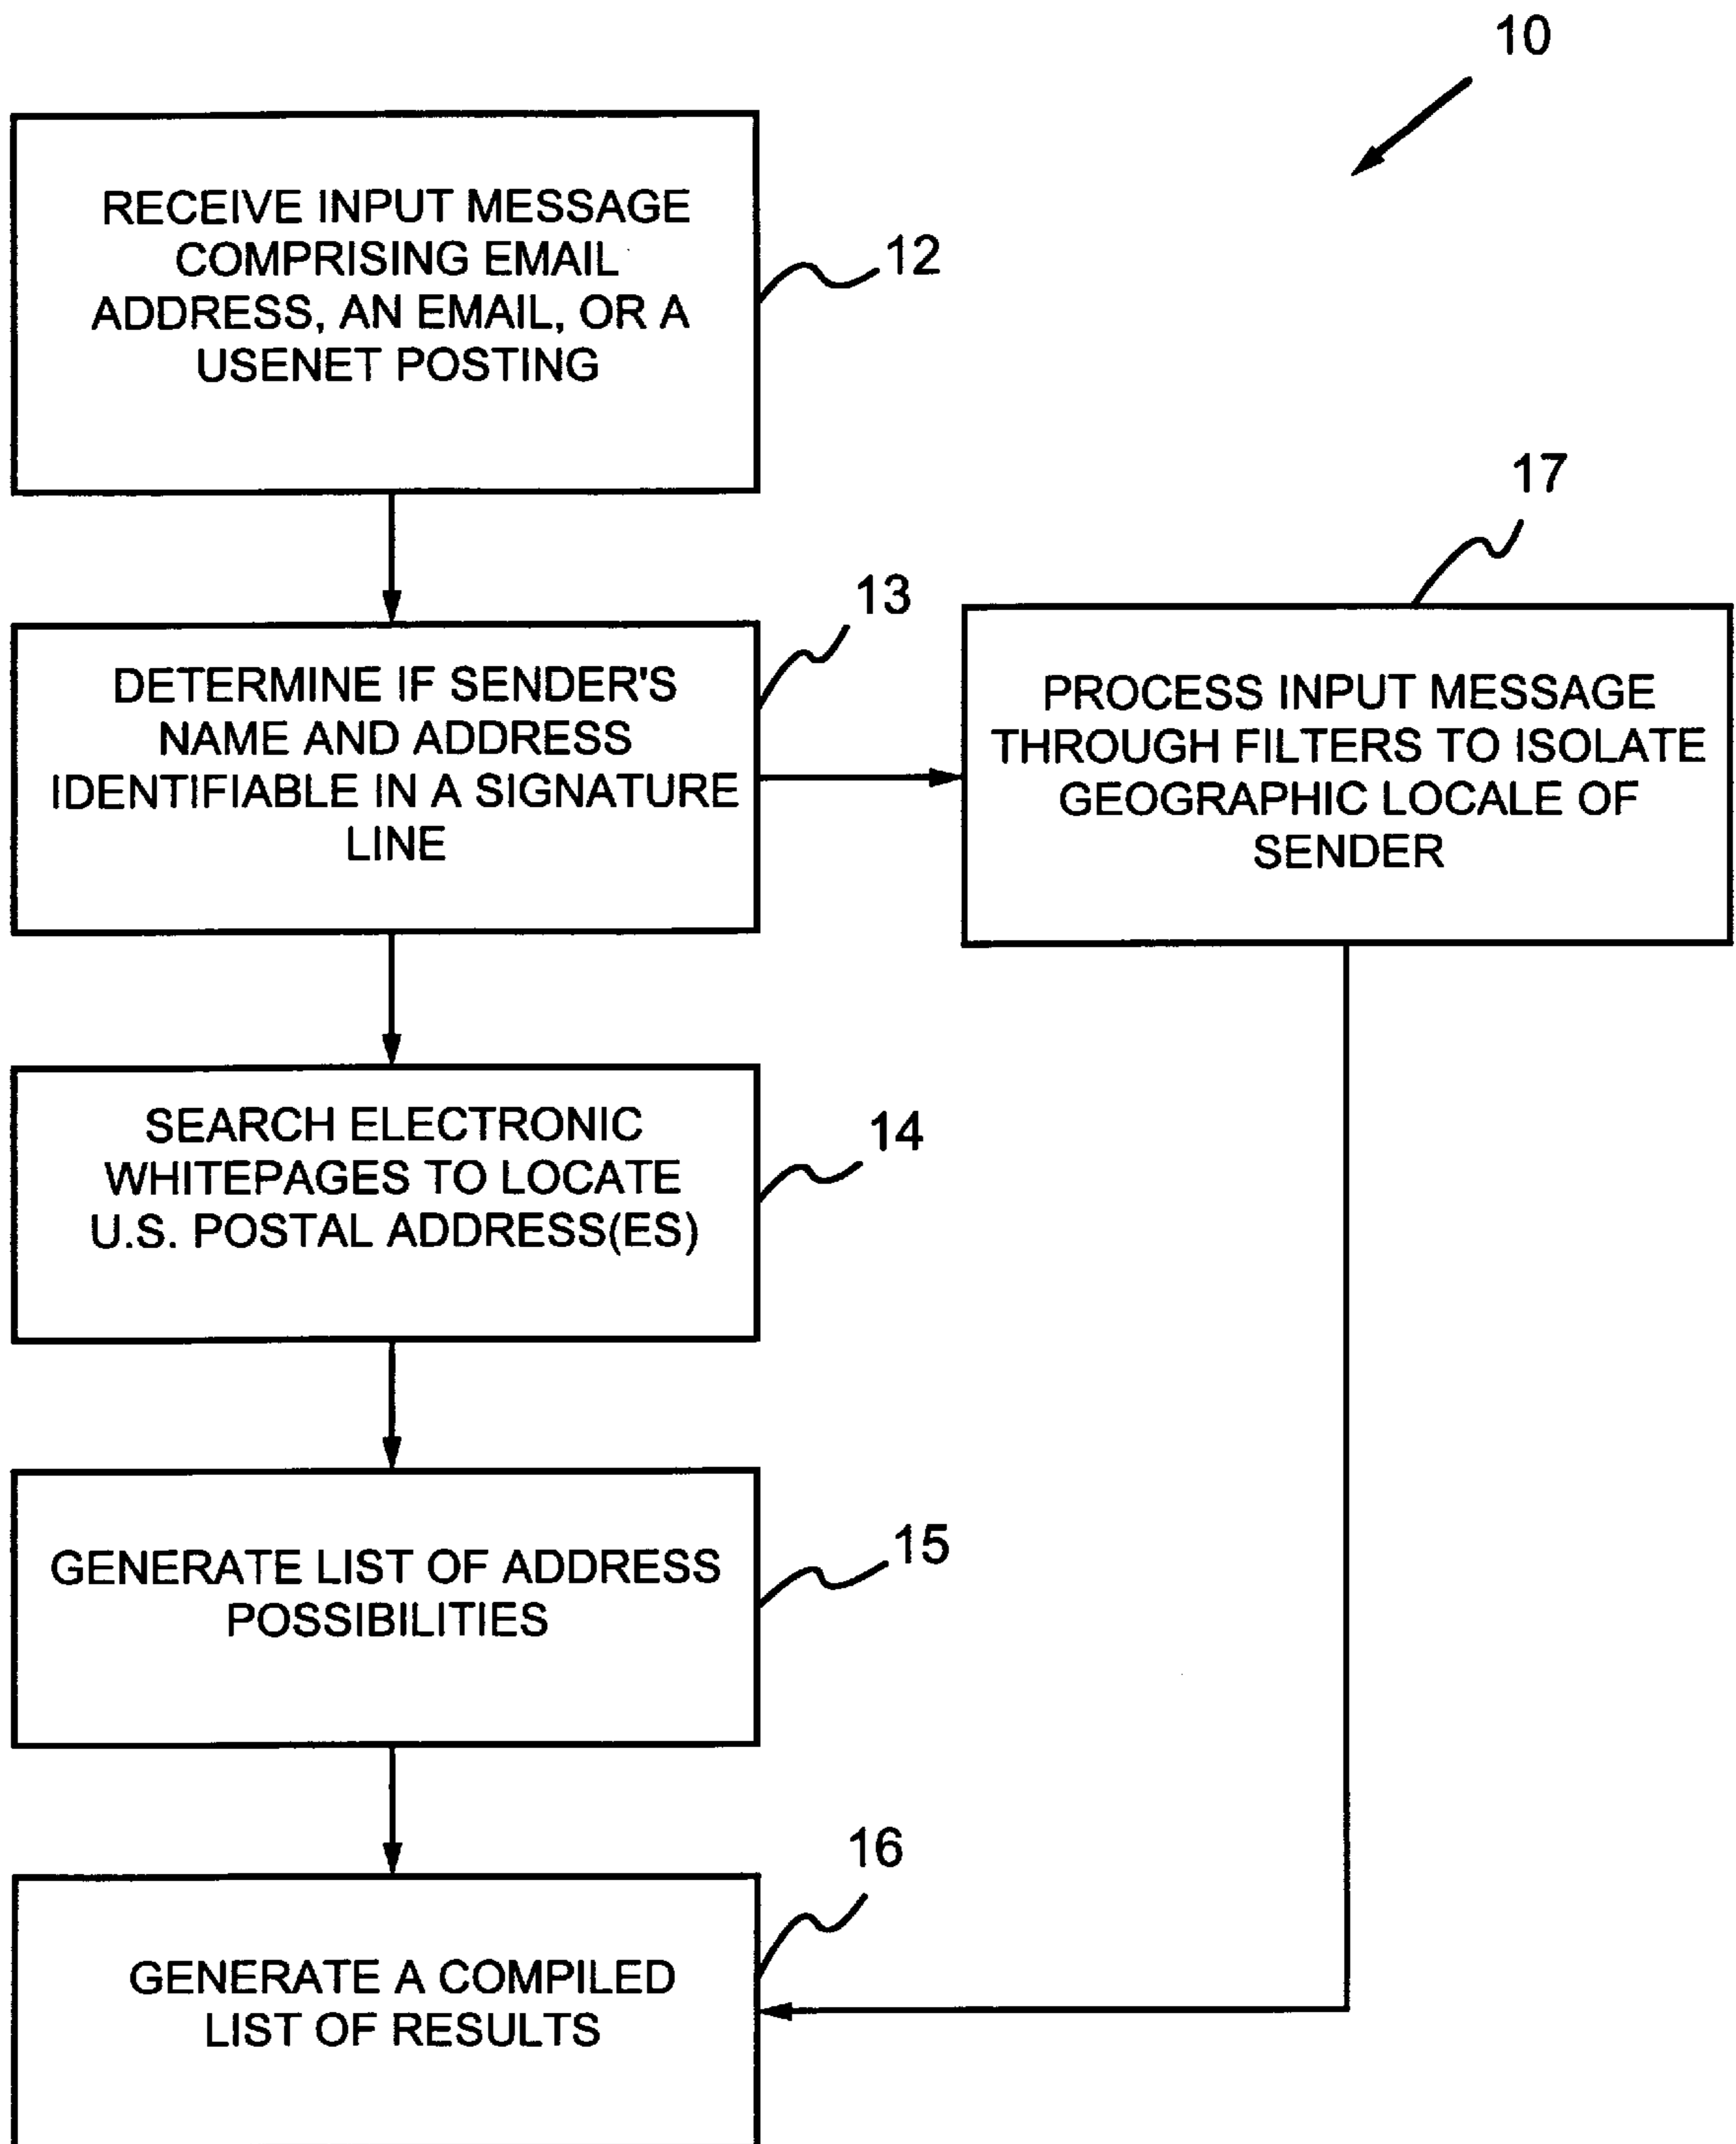 10
RECEIVE INPUT MESSAGE
COMPRISING EMAIL
ADDRESS, AN EMAIL, OR A
USENET POSTING
12
DETERMINE IF SENDER'S
NAME AND ADDRESS
IDENTIFIABLE IN A SIGNATURE
LINE
13
PROCESS INPUT MESSAGE
THROUGH FILTERS TO ISOLATE
GEOGRAPHIC LOCALE OF
SENDER
17
SEARCH ELECTRONIC
WHITEPAGES TO LOCATE
U.S. POSTAL ADDRESS(ES)
14
GENERATE LIST OF ADDRESS
POSSIBILITIES
15
GENERATE A COMPILED
LIST OF RESULTS
16